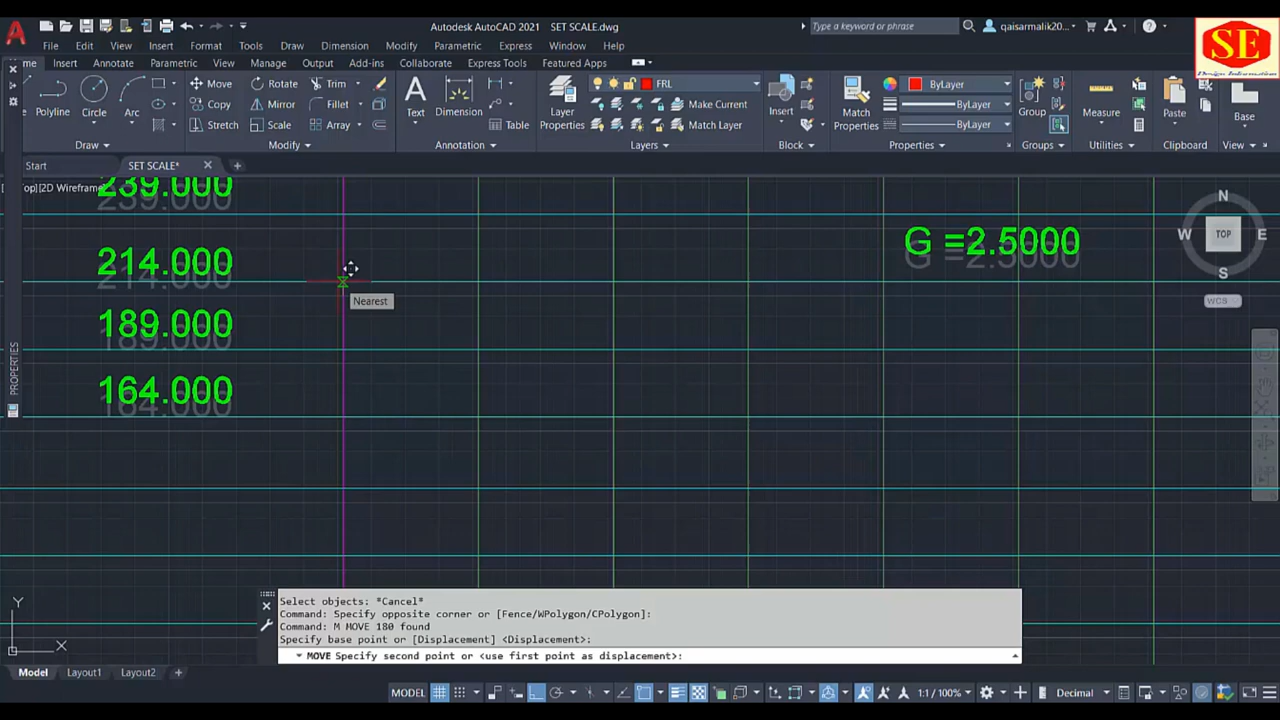 Autodesk AutoCAD 2021 SET SCALE.dwg
Type a keyword or phrase
qaisarmalik20...
SE
Design Information
File Edit View Insert Format Tools Draw Dimension Modify Parametric Express Window Help
me Insert Annotate Parametric View Manage Output Add-ins Collaborate Express Tools Featured Apps
Polyline
Circle
Arc
Move
Copy
Stretch
Rotate
Mirror
Scale
Trim
Fillet
Array
Text
Dimension
Table
Layer
Properties
FRL
Make Current
Match Layer
Insert
Match
Properties
ByLayer
ByLayer
ByLayer
Group
Measure
Paste
Base
Draw Modify Annotation Layers Block Properties Groups Utilities Clipboard View
Start SET SCALE*
op][2D Wireframe
239.000
214.000
189.000
164.000
G =2.5000
Nearest
N
W TOP E
S
WCS
PROPERTIES
Select objects: *Cancel*
Command: Specify opposite corner or [Fence/WPolygon/CPolygon]:
Command: M MOVE 180 found
Specify base point or [Displacement] <Displacement>:
MOVE Specify second point or <use first point as displacement>:
Y
X
Model Layout1 Layout2
MODEL 1:1 / 100% Decimal